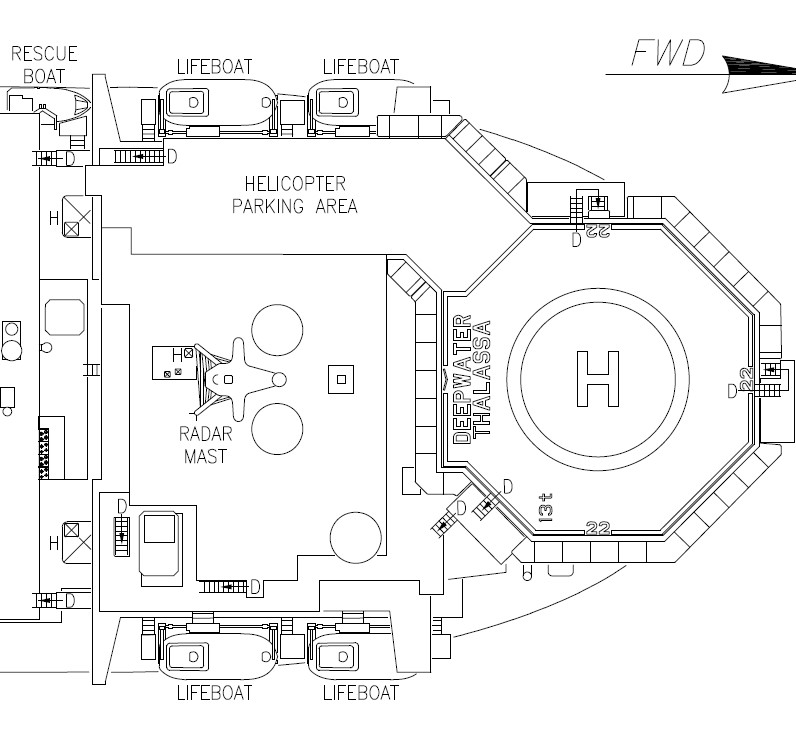 RESCUE
BOAT
LIFEBOAT
LIFEBOAT
FWD
D
D
HELICOPTER
PARKING AREA
H
D
22
DEEPWATER
THALASSA
H
H
22
D
RADAR
MAST
D
D
13t
22
H
D
D
LIFEBOAT
LIFEBOAT